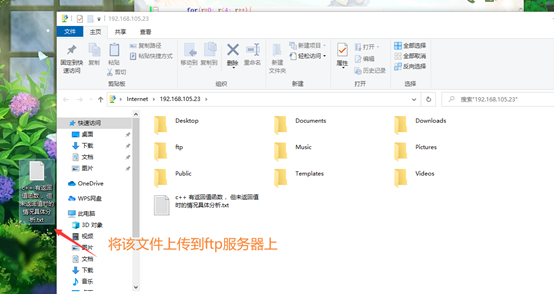 for(r=0; r<4; r++){
192.168.105.23
文件
主页
共享
查看
固定到快
速访问
复制
粘贴
复制路径
粘贴快捷方式
剪切
剪贴板
移动到
复制到
删除
重命名
组织
新建
文件夹
新建项目
轻松访问
新建
属性
打开
编辑
历史记录
打开
全部选择
全部取消
反向选择
选择
Internet
192.168.105.23
搜索"192.168.105.23"
快速访问
桌面
下载
文档
图片
OneDrive
WPS网盘
此电脑
3D 对象
视频
图片
文档
下载
音乐
Desktop
Documents
Downloads
ftp
Music
Pictures
Public
Templates
Videos
c++ 有返回值函数，但未返回值
时的情况具体分析.txt
c++ 有返回
值函数，但
未返回值时的
情况具体分
析.txt
将该文件上传到ftp服务器上